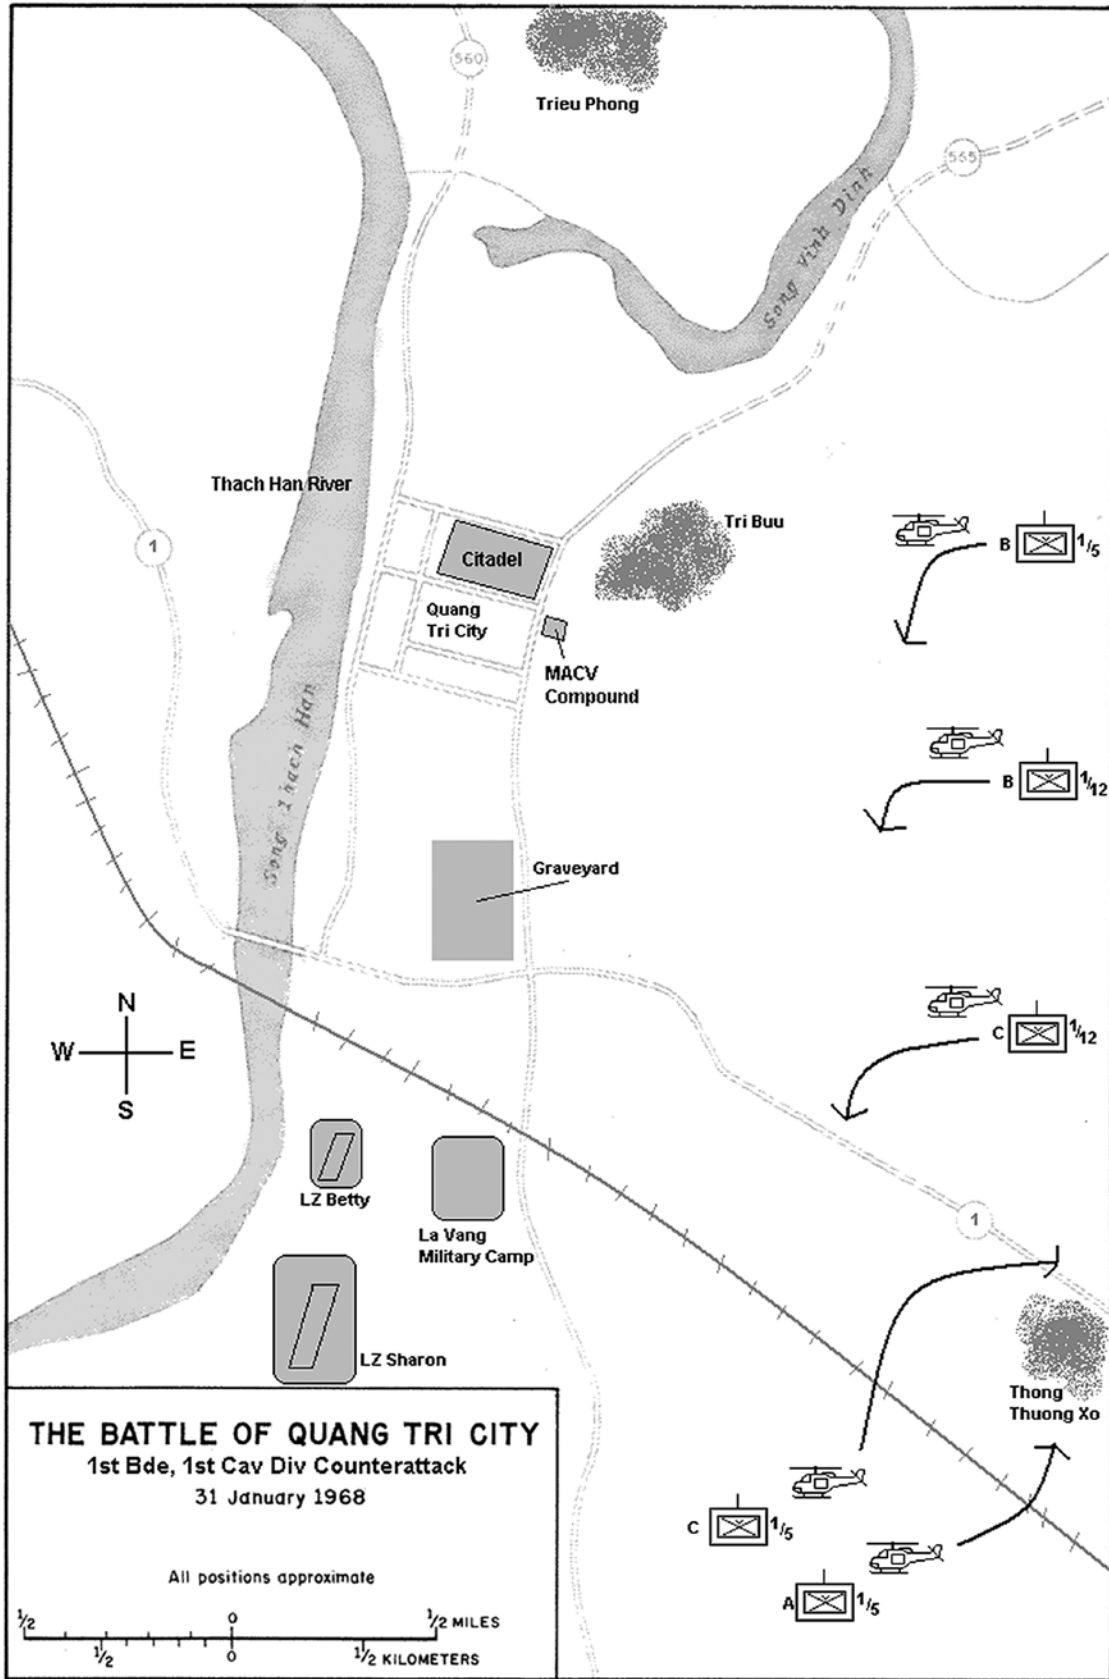 560
Trieu Phong
565
Song Vinh Dinh
Thach Han River
1
Citadel
Tri Buu
B 1/5
Quang
Tri City
MACV
Compound
Song Thach Han
B 1/12
Graveyard
C 1/12
N
W E
S
LZ Betty
La Vang
Military Camp
1
LZ Sharon
Thong
Thuong Xo
C 1/5
A 1/5
THE BATTLE OF QUANG TRI CITY
1st Bde, 1st Cav Div Counterattack
31 January 1968
All positions approximate
1/2 0 1/2 MILES
1/2 0 1/2 KILOMETERS